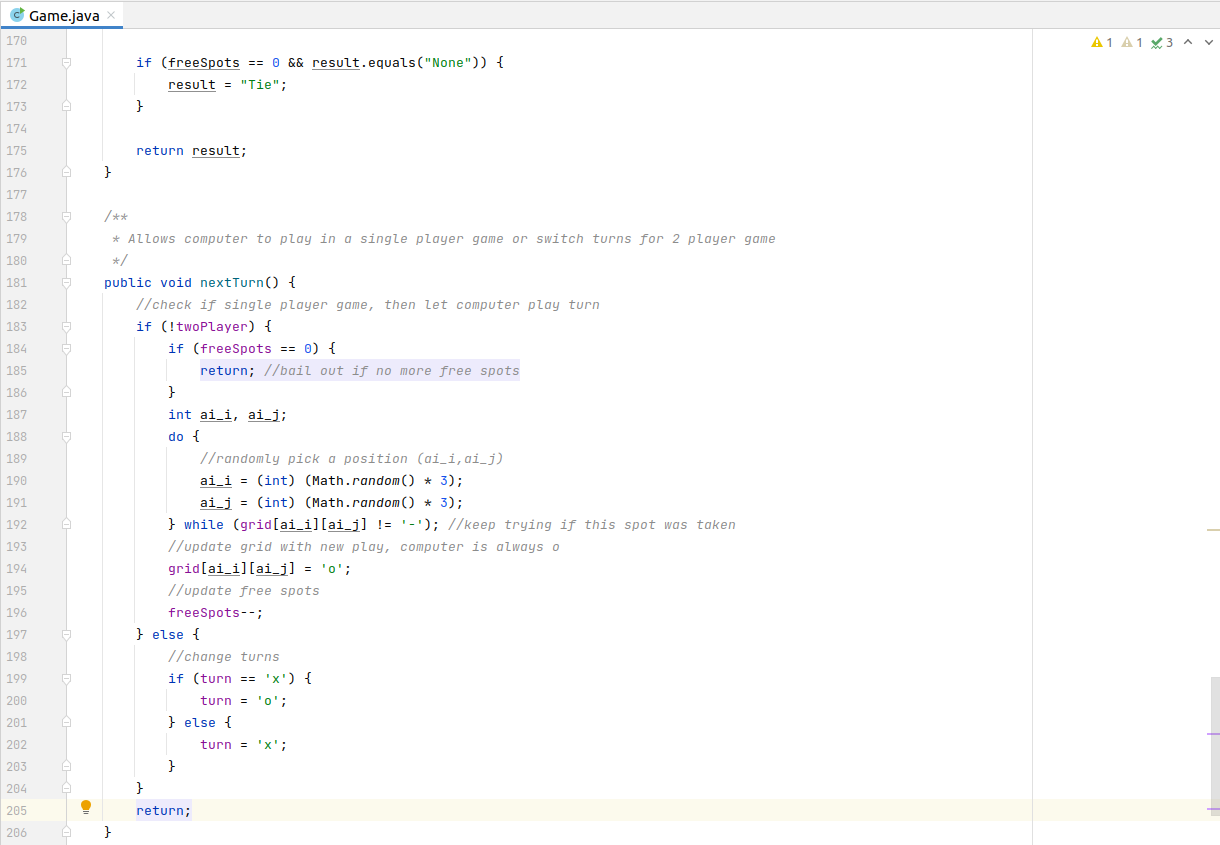 Game.java
1 1 3
170
171 if (freeSpots == 0 && result.equals("None")) {
172 result = "Tie";
173 }
174
175 return result;
176 }
177
178 /**
179 * Allows computer to play in a single player game or switch turns for 2 player game
180 */
181 public void nextTurn() {
182 //check if single player game, then let computer play turn
183 if (!twoPlayer) {
184 if (freeSpots == 0) {
185 return; //bail out if no more free spots
186 }
187 int ai_i, ai_j;
188 do {
189 //randomly pick a position (ai_i,ai_j)
190 ai_i = (int) (Math.random() * 3);
191 ai_j = (int) (Math.random() * 3);
192 } while (grid[ai_i][ai_j] != '-'); //keep trying if this spot was taken
193 //update grid with new play, computer is always o
194 grid[ai_i][ai_j] = 'o';
195 //update free spots
196 freeSpots--;
197 } else {
198 //change turns
199 if (turn == 'x') {
200 turn = 'o';
201 } else {
202 turn = 'x';
203 }
204 }
205 return;
206 }